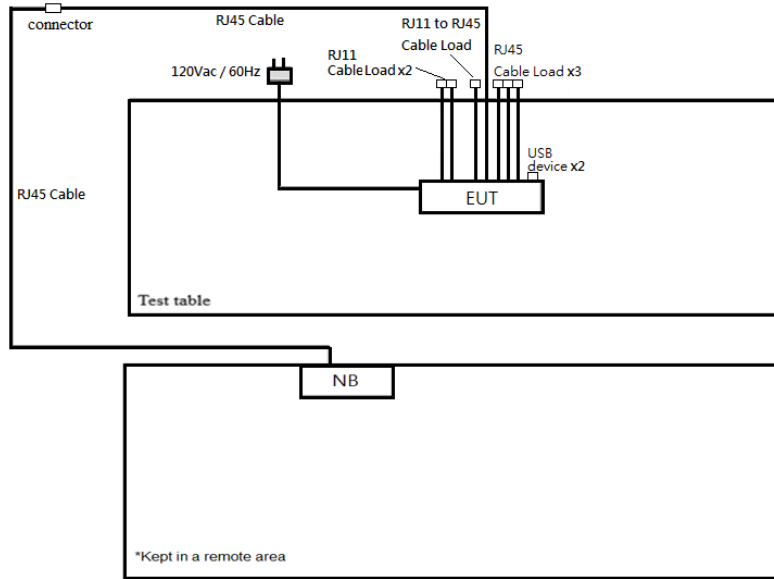 connector
RJ45 Cable
RJ11 to RJ45
Cable Load
RJ11
Cable Load x2
RJ45
Cable Load x3
120Vac / 60Hz
USB
device x2
RJ45 Cable
EUT
Test table
NB
*Kept in a remote area